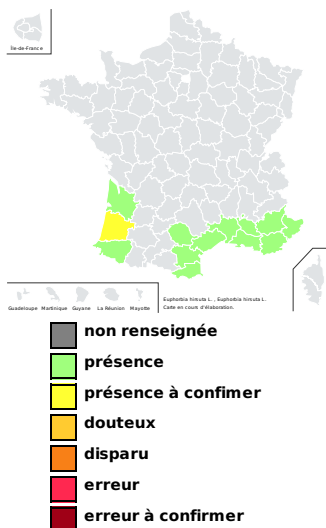 Île-de-France
Guadeloupe Martinique Guyane La Réunion Mayotte
Euphorbia hirsuta L. , Euphorbia hirsuta L.
Carte en cours d'élaboration.
non renseignée
présence
présence à confimer
douteux
disparu
erreur
erreur à confirmer